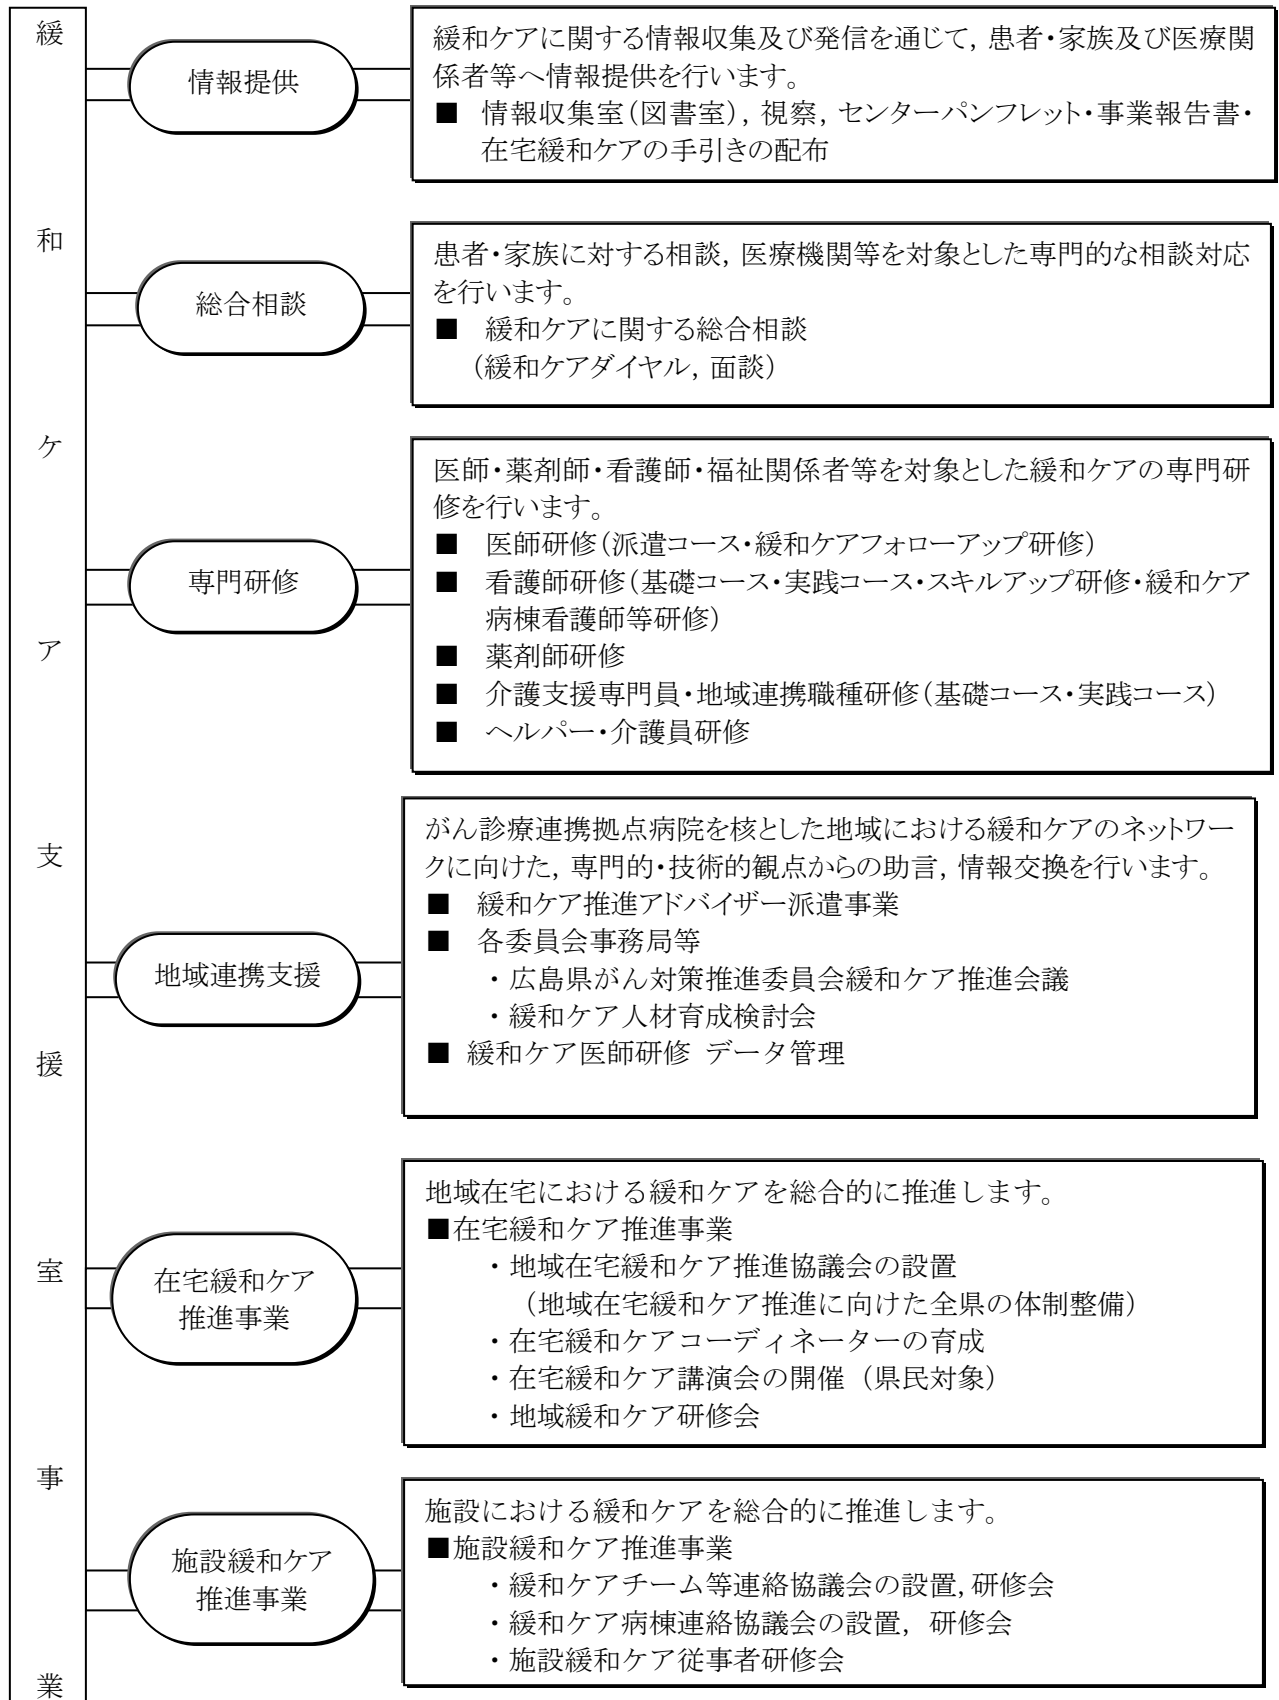 緩和ケア支援室事業
情報提供
緩和ケアに関する情報収集及び発信を通じて，患者・家族及び医療関
係者等へ情報提供を行います。
■　情報収集室（図書室），視察，センターパンフレット・事業報告書・
在宅緩和ケアの手引きの配布
総合相談
患者・家族に対する相談，医療機関等を対象とした専門的な相談対応
を行います。
■　緩和ケアに関する総合相談
（緩和ケアダイヤル，面談）
専門研修
医師・薬剤師・看護師・福祉関係者等を対象とした緩和ケアの専門研
修を行います。
■　医師研修（派遣コース・緩和ケアフォローアップ研修）
■　看護師研修（基礎コース・実践コース・スキルアップ研修・緩和ケア
病棟看護師等研修）
■　薬剤師研修
■　介護支援専門員・地域連携職種研修（基礎コース・実践コース）
■　ヘルパー・介護員研修
地域連携支援
がん診療連携拠点病院を核とした地域における緩和ケアのネットワー
クに向けた，専門的・技術的観点からの助言，情報交換を行います。
■　緩和ケア推進アドバイザー派遣事業
■　各委員会事務局等
・広島県がん対策推進委員会緩和ケア推進会議
・緩和ケア人材育成検討会
■ 緩和ケア医師研修 データ管理
在宅緩和ケア
推進事業
地域在宅における緩和ケアを総合的に推進します。
■在宅緩和ケア推進事業
・地域在宅緩和ケア推進協議会の設置
（地域在宅緩和ケア推進に向けた全県の体制整備）
・在宅緩和ケアコーディネーターの育成
・在宅緩和ケア講演会の開催（県民対象）
・地域緩和ケア研修会
施設緩和ケア
推進事業
施設における緩和ケアを総合的に推進します。
■施設緩和ケア推進事業
・緩和ケアチーム等連絡協議会の設置，研修会
・緩和ケア病棟連絡協議会の設置， 研修会
・施設緩和ケア従事者研修会